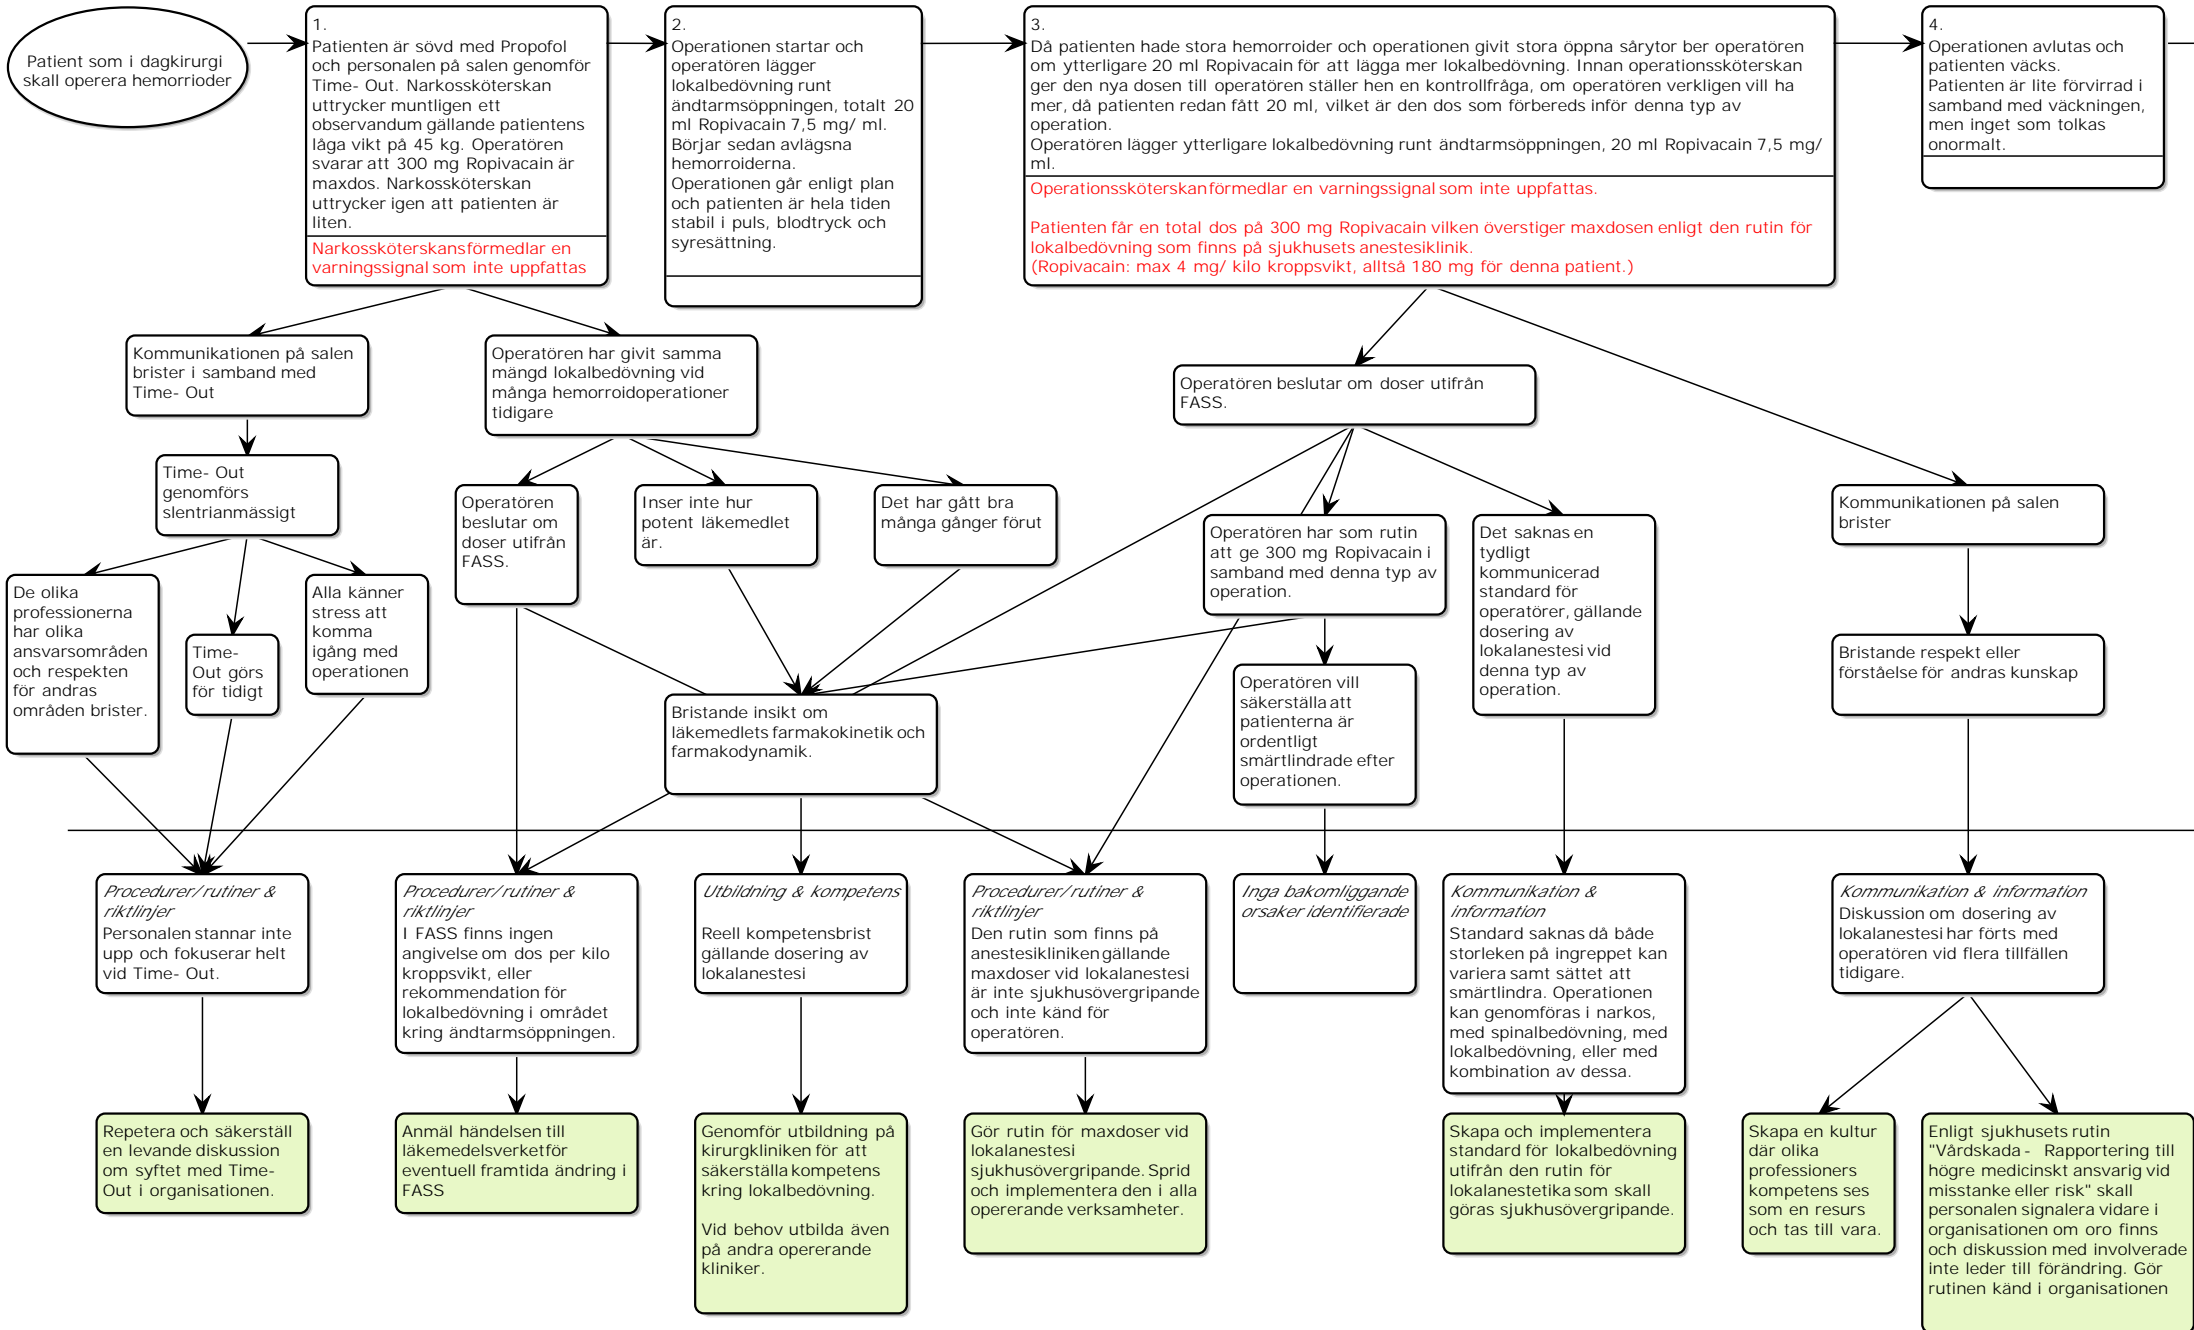 Patient som i dagkirurgi
skall operera hemorrioder
1.
Patienten är sövd med Propofol
och personalen på salen genomför
Time- Out. Narkossköterskan
uttrycker muntligen ett
observandum gällande patientens
låga vikt på 45 kg. Operatören
svarar att 300 mg Ropivacain är
maxdos. Narkossköterskan
uttrycker igen att patienten är
liten.
Narkossköterskans förmedlar en
varningssignal som inte uppfattas
2.
Operationen startar och
operatören lägger
lokalbedövning runt
ändtarmsöppningen, totalt 20
ml Ropivacain 7,5 mg/ ml.
Börjar sedan avlägsna
hemorroiderna.
Operationen går enligt plan
och patienten är hela tiden
stabil i puls, blodtryck och
syresättning.
3.
Då patienten hade stora hemorroider och operationen givit stora öppna sårytor ber operatören
om ytterligare 20 ml Ropivacain för att lägga mer lokalbedövning. Innan operationssköterskan
ger den nya dosen till operatören ställer hen en kontrollfråga, om operatören verkligen vill ha
mer, då patienten redan fått 20 ml, vilket är den dos som förbereds inför denna typ av
operation.
Operatören lägger ytterligare lokalbedövning runt ändtarmsöppningen, 20 ml Ropivacain 7,5 mg/
ml.
Operationssköterskan förmedlar en varningssignal som inte uppfattas.
Patienten får en total dos på 300 mg Ropivacain vilken överstiger maxdosen enligt den rutin för
lokalbedövning som finns på sjukhusets anestesiklinik.
(Ropivacain: max 4 mg/ kilo kroppsvikt, alltså 180 mg för denna patient.)
4.
Operationen avlutas och
patienten väcks.
Patienten är lite förvirrad i
samband med väckningen,
men inget som tolkas
onormalt.
Kommunikationen på salen
brister i samband med
Time- Out
Operatören har givit samma
mängd lokalbedövning vid
många hemorroidoperationer
tidigare
Operatören beslutar om doser utifrån
FASS.
Time- Out
genomförs
slentrianmässigt
Operatören
beslutar om
doser utifrån
FASS.
Inser inte hur
potent läkemedlet
är.
Det har gått bra
många gånger förut
Operatören har som rutin
att ge 300 mg Ropivacain i
samband med denna typ av
operation.
Det saknas en
tydligt
kommunicerad
standard för
operatörer, gällande
dosering av
lokalanestesi vid
denna typ av
operation.
Kommunikationen på salen
brister
De olika
professionerna
har olika
ansvarsområden
och respekten
för andras
områden brister.
Time-
Out görs
för tidigt
Alla känner
stress att
komma
igång med
operationen
Bristande insikt om
läkemedlets farmakokinetik och
farmakodynamik.
Operatören vill
säkerställa att
patienterna är
ordentligt
smärtlindrade efter
operationen.
Bristande respekt eller
förståelse för andras kunskap
Procedurer/ rutiner &
riktlinjer
Personalen stannar inte
upp och fokuserar helt
vid Time- Out.
Procedurer/ rutiner &
riktlinjer
I FASS finns ingen
angivelse om dos per kilo
kroppsvikt, eller
rekommendation för
lokalbedövning i området
kring ändtarmsöppningen.
Utbildning & kompetens
Reell kompetensbrist
gällande dosering av
lokalanestesi
Procedurer/ rutiner &
riktlinjer
Den rutin som finns på
anestesikliniken gällande
maxdoser vid lokalanestesi
är inte sjukhusövergripande
och inte känd för
operatören.
Inga bakomliggande
orsaker identifierade
Kommunikation &
information
Standard saknas då både
storleken på ingreppet kan
variera samt sättet att
smärtlindra. Operationen
kan genomföras i narkos,
med spinalbedövning, med
lokalbedövning, eller med
kombination av dessa.
Kommunikation & information
Diskussion om dosering av
lokalanestesi har förts med
operatören vid flera tillfällen
tidigare.
Repetera och säkerställ
en levande diskussion
om syftet med Time-
Out i organisationen.
Anmäl händelsen till
läkemedelsverket för
eventuell framtida ändring i
FASS
Genomför utbildning på
kirurgkliniken för att
säkerställa kompetens
kring lokalbedövning.
Vid behov utbilda även
på andra opererande
kliniker.
Gör rutin för maxdoser vid
lokalanestesi
sjukhusövergripande. Sprid
och implementera den i alla
opererande verksamheter.
Skapa och implementera
standard för lokalbedövning
utifrån den rutin för
lokalanestetika som skall
göras sjukhusövergripande.
Skapa en kultur
där olika
professioners
kompetens ses
som en resurs
och tas till vara.
Enligt sjukhusets rutin
"Vårdskada - Rapportering till
högre medicinskt ansvarig vid
misstanke eller risk" skall
personalen signalera vidare i
organisationen om oro finns
och diskussion med involverade
inte leder till förändring. Gör
rutinen känd i organisationen